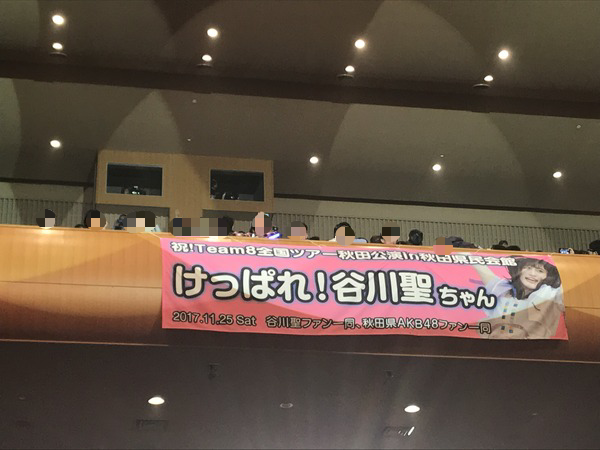 祝!Team8全国ツアー秋田公演in秋田県民会館
けっぱれ!谷川聖ちゃん
2017.11.25 Sat 谷川聖ファン一同、秋田県AKB48ファン一同